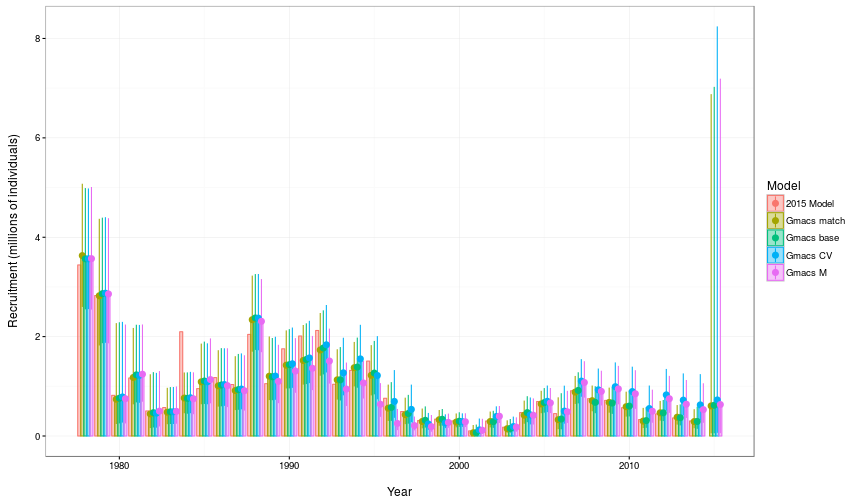 8
6
4
2
0
Recruitment (millions of individuals)
1980
1990
2000
2010
Year
Model
2015 Model
Gmacs match
Gmacs base
Gmacs CV
Gmacs M